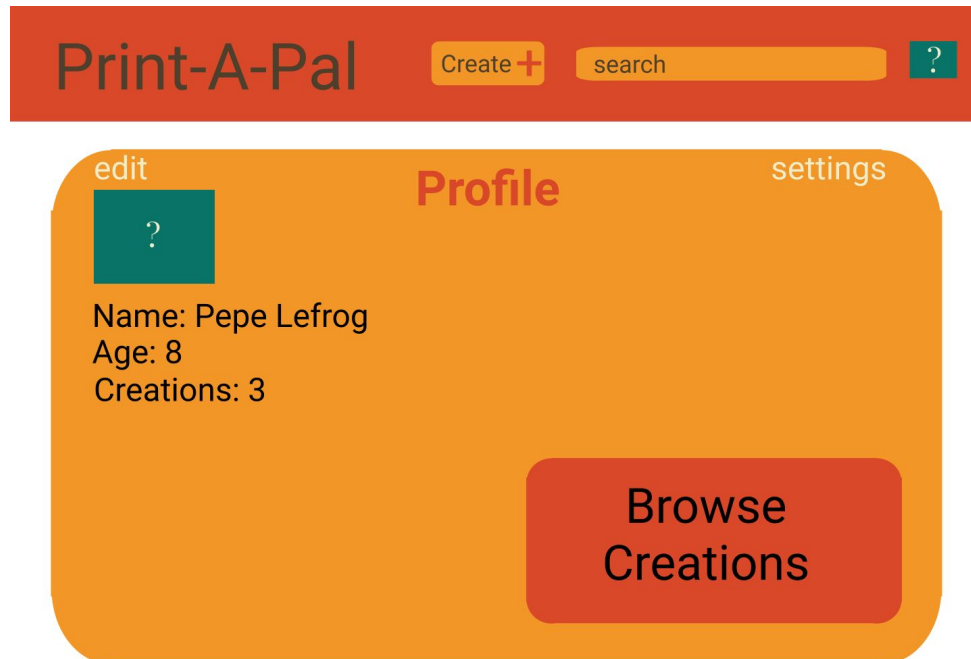 Print-A-Pal
Create+
search
?
edit
Profile
settings
?
Name: Pepe Lefrog
Age: 8
Creations: 3
Browse
Creations